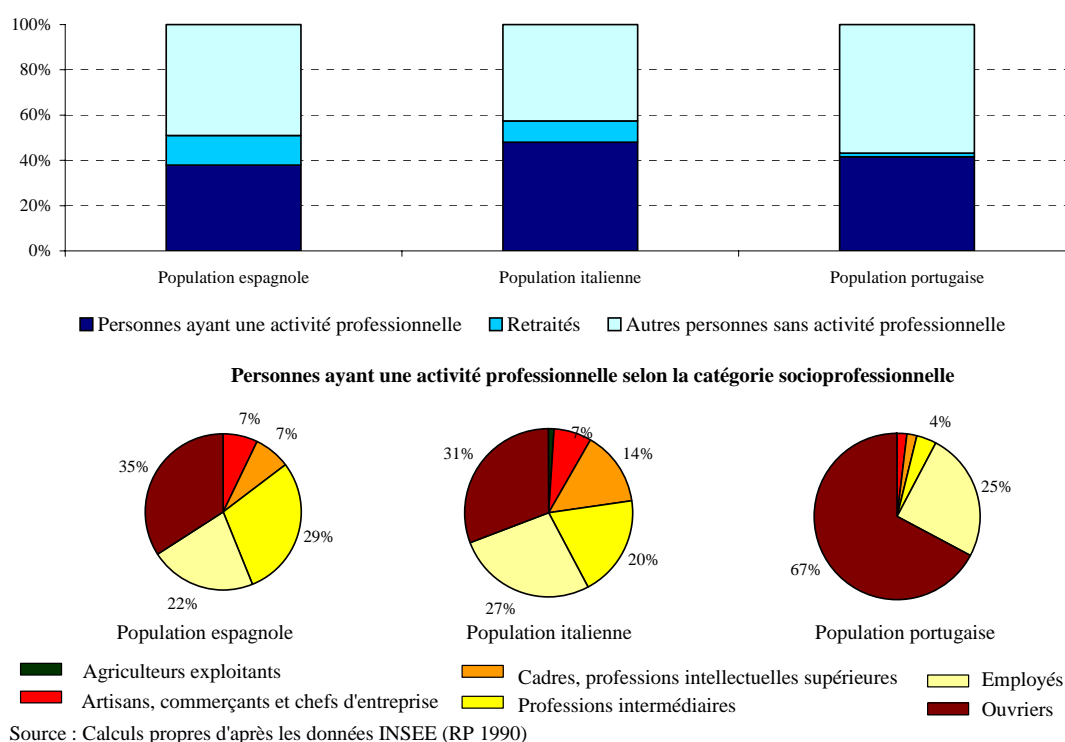 100%
80%
60%
40%
20%
0%
Population espagnole Population italienne Population portugaise
Personnes ayant une activité professionnelle Retraités Autres personnes sans activité professionnelle
Personnes ayant une activité professionnelle selon la catégorie socioprofessionnelle
7%
7%
29%
22%
35%
Population espagnole
7%
14%
20%
27%
31%
Population italienne
4%
25%
67%
Population portugaise
Agriculteurs exploitants
Artisans, commerçants et chefs d'entreprise
Cadres, professions intellectuelles supérieures
Professions intermédiaires
Employés
Ouvriers
Source : Calculs propres d'après les données INSEE (RP 1990)